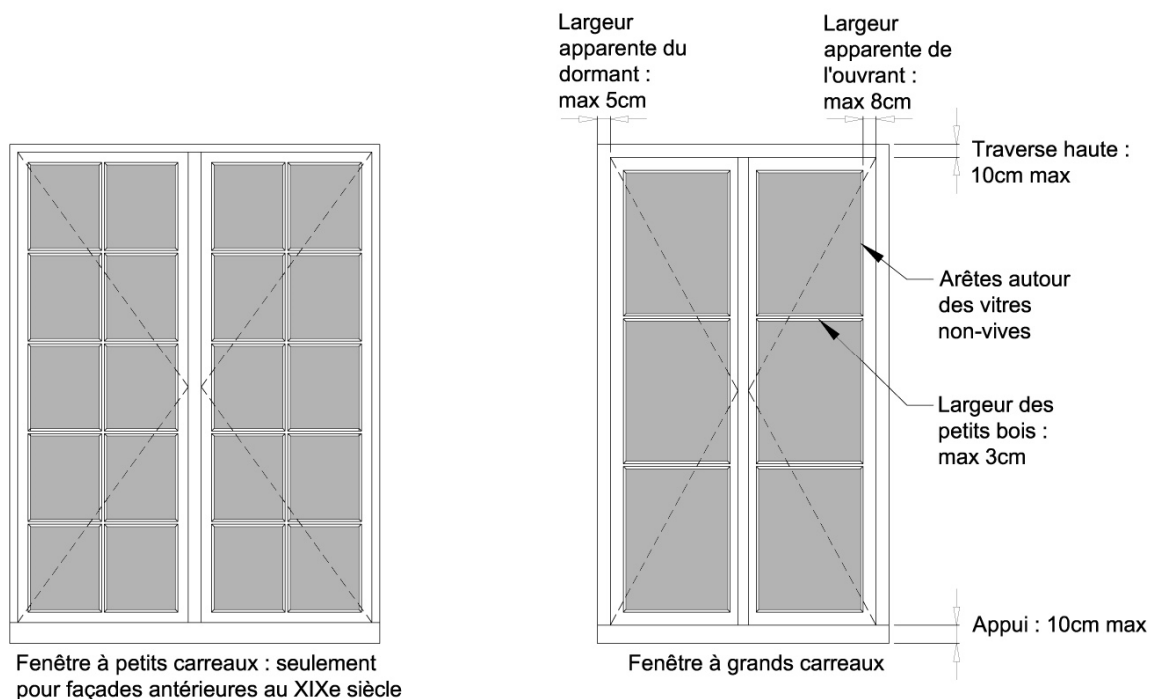 Largeur
apparente du
dormant :
max 5cm
Largeur
apparente de
l'ouvrant :
max 8cm
Traverse haute :
10cm max
Arêtes autour
des vitres
non-vives
Largeur des
petits bois :
max 3cm
Appui : 10cm max
Fenêtre à petits carreaux : seulement
pour façades antérieures au XIXe siècle
Fenêtre à grands carreaux